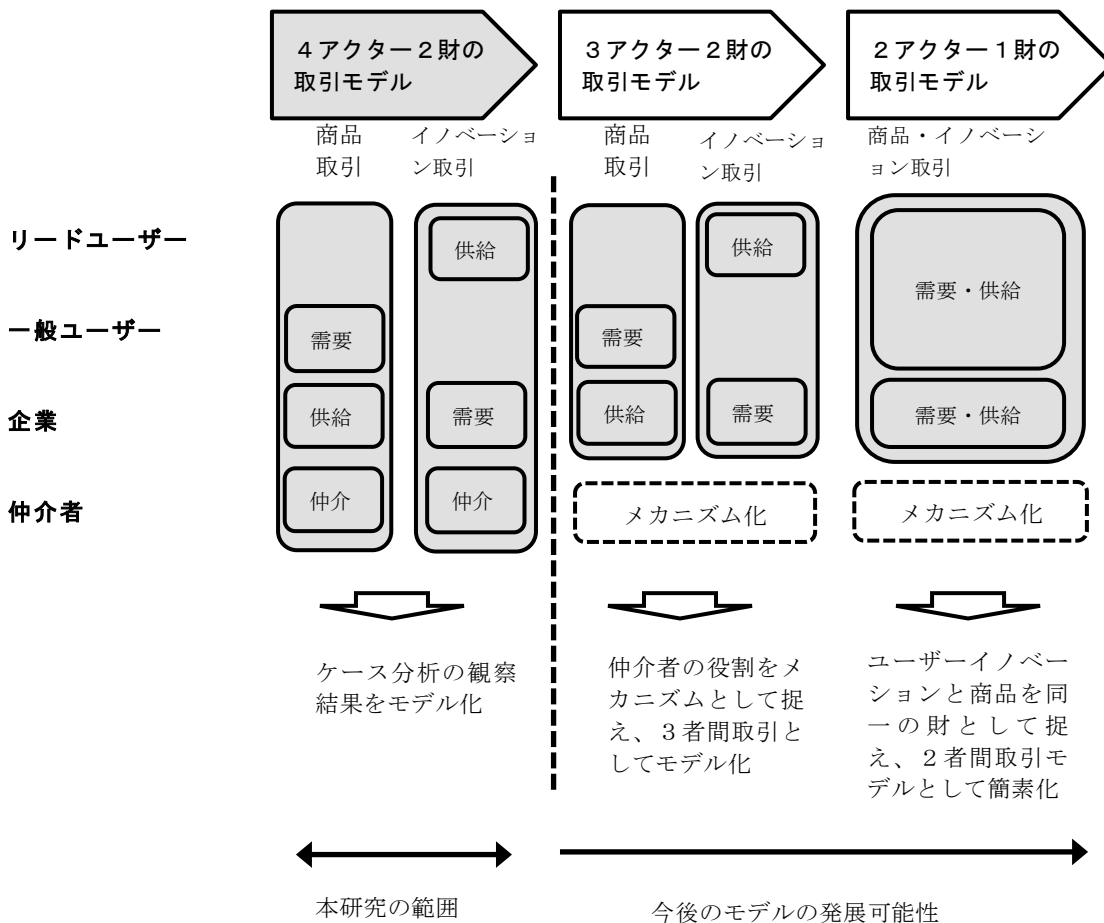 ４アクター２財の
取引モデル
３アクター２財の
取引モデル
２アクター１財の
取引モデル
商品
取引
イノベーショ
ン取引
商品
取引
イノベーショ
ン取引
商品・イノベーシ
ョン取引
リードユーザー
供給
供給
需要・供給
一般ユーザー
需要
需要
企業
供給
需要
供給
需要
需要・供給
仲介者
仲介
仲介
メカニズム化
メカニズム化
ケース分析の観察
結果をモデル化
仲介者の役割をメ
カニズムとして捉
え、３者間取引と
してモデル化
ユーザーイノベー
ションと商品を同
一の財として捉
え、２者間取引モ
デルとして簡素化
本研究の範囲
今後のモデルの発展可能性